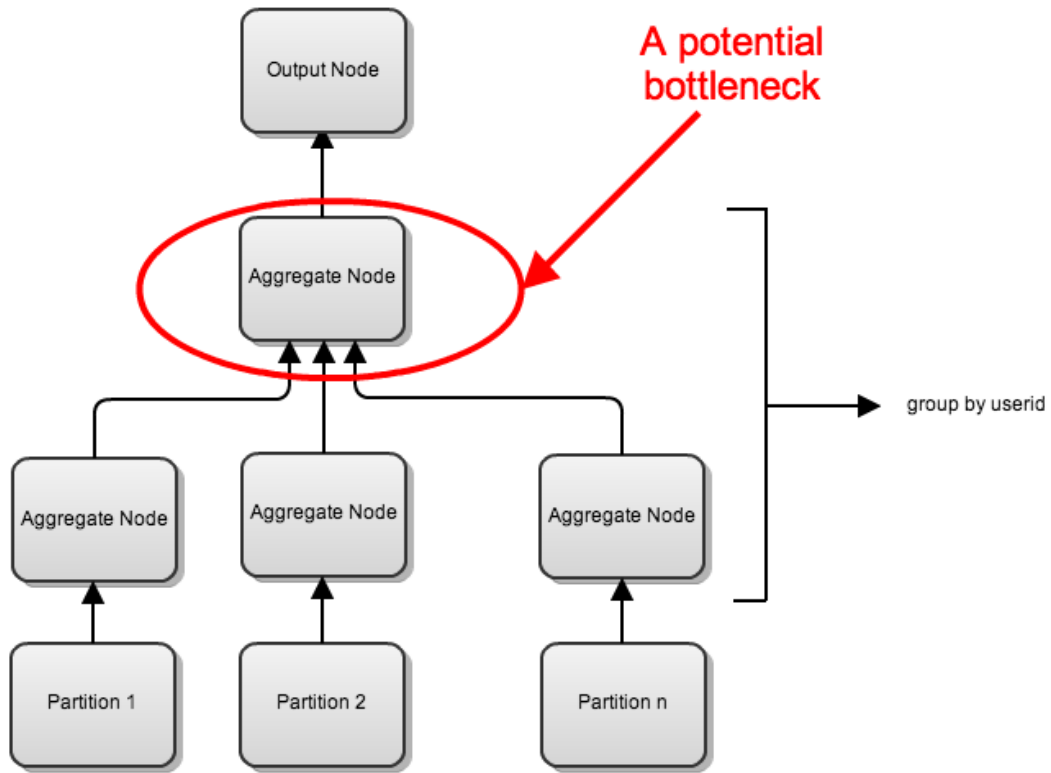 A potential
bottleneck
Output Node
Aggregate Node
group by userid
Aggregate Node
Aggregate Node
Aggregate Node
Partition 1
Partition 2
Partition n